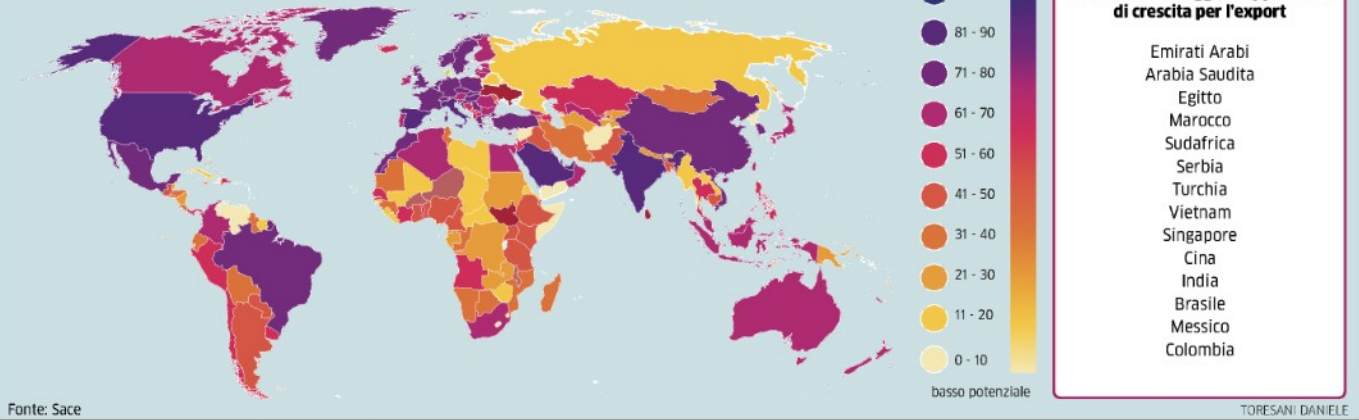 di crescita per l'export
81 - 90
71 - 80
61 - 70
51 - 60
41 - 50
31 - 40
21 - 30
11 - 20
0 - 10
basso potenziale
Emirati Arabi
Arabia Saudita
Egitto
Marocco
Sudafrica
Serbia
Turchia
Vietnam
Singapore
Cina
India
Brasile
Messico
Colombia
Fonte: Sace
TORESANI DANIELE